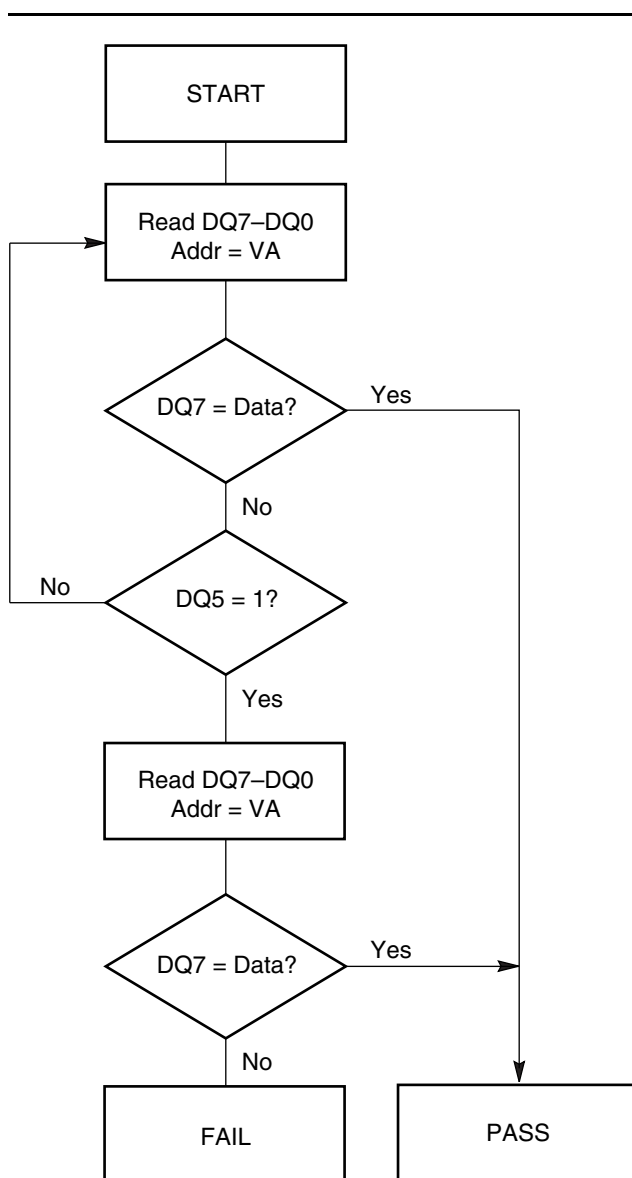 START
Read DQ7–DQ0
Addr = VA
DQ7 = Data?
Yes
No
No
DQ5 = 1?
Yes
Read DQ7–DQ0
Addr = VA
DQ7 = Data?
Yes
No
FAIL
PASS